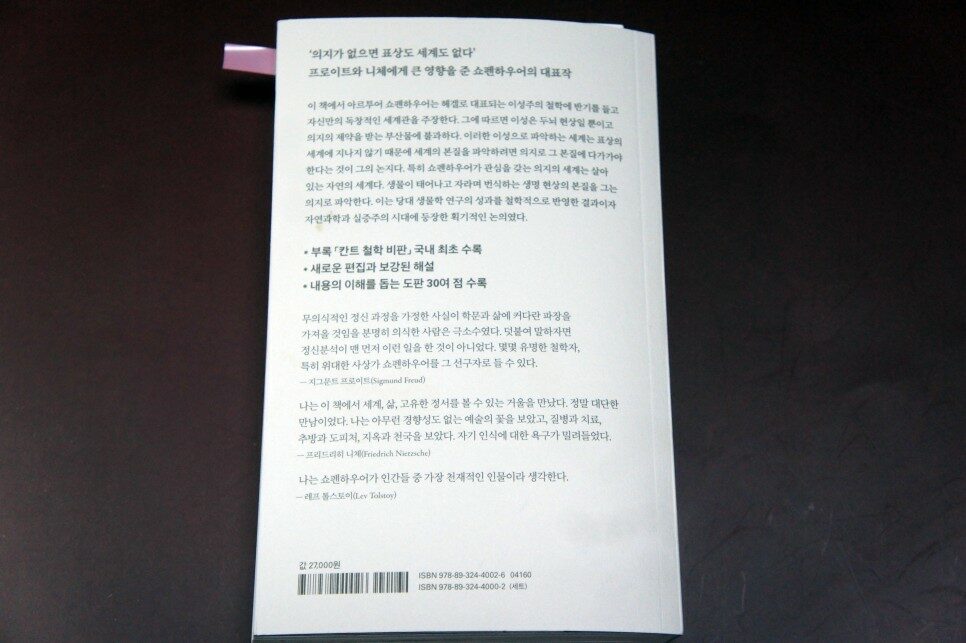 ‘의지가 없으면 표상도 세계도 없다’
프로이트와 니체에게 큰 영향을 준 쇼펜하우어의 대표작
이 책에서 아르투어 쇼펜하우어는 헤겔로 대표되는 이성주의 철학에 반기를 들고
자신만의 독창적인 세계관을 주장한다. 그에 따르면 이성은 두뇌 현상일 뿐이고
의지의 제약을 받는 부산물에 불과하다. 이러한 이성으로 파악하는 세계는 표상의
세계에 지나지 않기 때문에 세계의 본질을 파악하려면 의지로 그 본질에 다가가야
한다는 것이 그의 논지다. 특히 쇼펜하우어가 관심을 갖는 의지의 세계는 살아
있는 자연의 세계다. 생물이 태어나고 자라며 번식하는 생명 현상의 본질을 그는
의지로 파악한다. 이는 당대 생물학 연구의 성과를 철학적으로 반영한 결과이자
자연과학과 실증주의 시대에 등장한 획기적인 논의였다.
• 부록 「칸트 철학 비판」 국내 최초 수록
• 새로운 편집과 보강된 해설
• 내용의 이해를 돕는 도판 30여 점 수록
무의식적인 정신 과정을 가정한 사실이 학문과 삶에 커다란 파장을
가져올 것임을 분명히 의식한 사람은 극소수였다. 덧붙여 말하자면
정신분석이 맨 먼저 이런 일을 한 것이 아니었다. 몇몇 유명한 철학자,
특히 위대한 사상가 쇼펜하우어를 그 선구자로 들 수 있다.
— 지그문트 프로이트(Sigmund Freud)
나는 이 책에서 세계, 삶, 고유한 정서를 볼 수 있는 거울을 만났다. 정말 대단한
만남이었다. 나는 아무런 경향성도 없는 예술의 꽃을 보았고, 질병과 치료,
추방과 도피처, 지옥과 천국을 보았다. 자기 인식에 대한 욕구가 밀려들었다.
— 프리드리히 니체(Friedrich Nietzsche)
나는 쇼펜하우어가 인간들 중 가장 천재적인 인물이라 생각한다.
— 레프 톨스토이(Lev Tolstoy)
값 27,000원
ISBN 978-89-324-4002-6 04160
ISBN 978-89-324-4000-2 (세트)